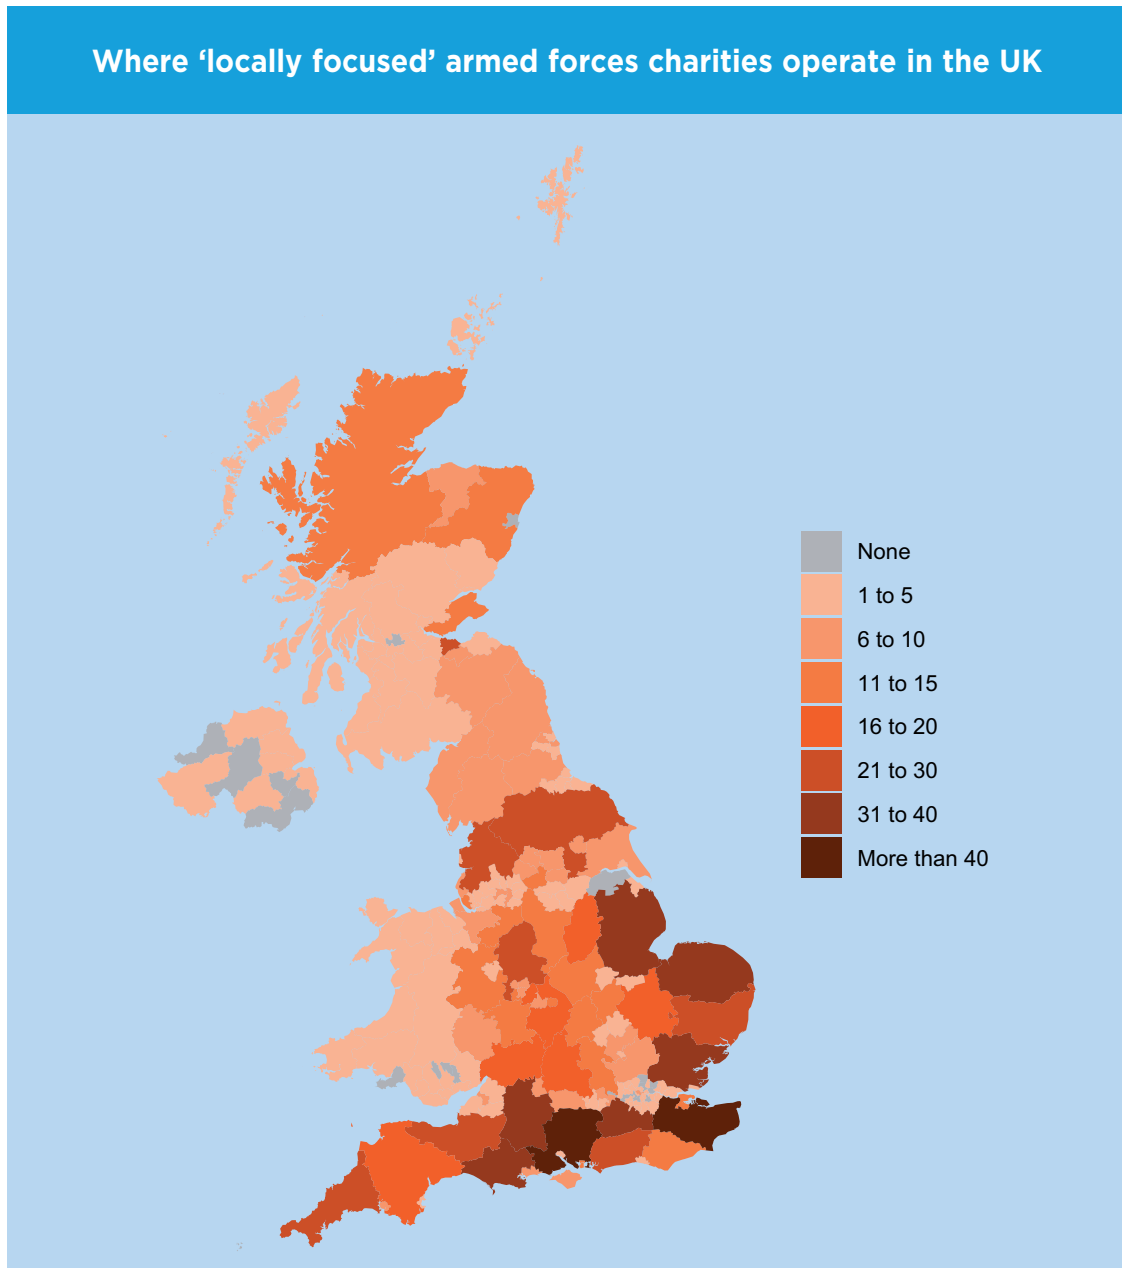 Where ‘locally focused’ armed forces charities operate in the UK
None
1 to 5
6 to 10
11 to 15
16 to 20
21 to 30
31 to 40
More than 40